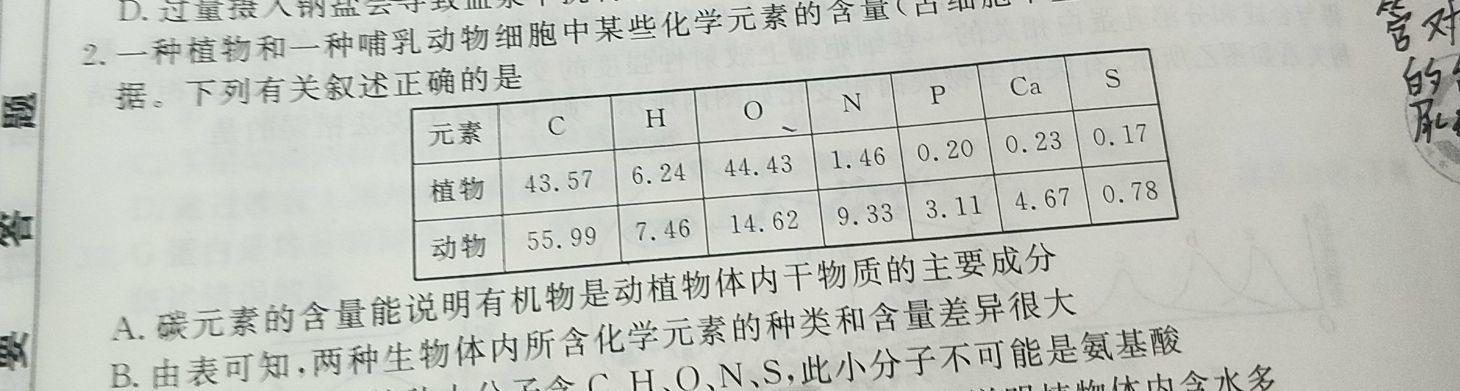 D. 过量摄入钠盐会导致血浆
2. 一种植物和一种哺乳动物细胞中某些化学元素的含量(占细胞
据。下列有关叙述正确的是
元素 C H O N P Ca S
植物 43.57 6.24 44.43 1.46 0.20 0.23 0.17
动物 55.99 7.46 14.62 9.33 3.11 4.67 0.78
A. 碳元素的含量能说明有机物是动植物体内干物质的主要成分
B. 由表可知,两种生物体内所含化学元素的种类和含量差异很大
小分子含 C、H、O、N、S,此小分子不可能是氨基酸
说明植物体内含水多
题
答
要
对
的